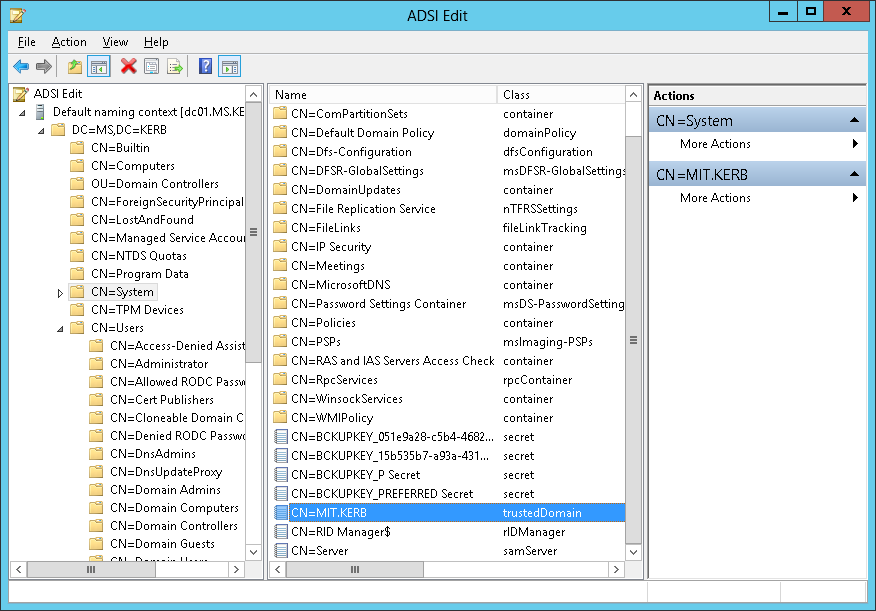 ADSI Edit
File Action View Help
ADSI Edit
Default naming context [dc01.MS.KE
DC=MS,DC=KERB
CN=Builtin
CN=Computers
OU=Domain Controllers
CN=ForeignSecurityPrincipal
CN=LostAndFound
CN=Managed Service Accou
CN=NTDS Quotas
CN=Program Data
CN=System
CN=TPM Devices
CN=Users
CN=Access-Denied Assist
CN=Administrator
CN=Allowed RODC Passw
CN=Cert Publishers
CN=Cloneable Domain C
CN=Denied RODC Passwo
CN=DnsAdmins
CN=DnsUpdateProxy
CN=Domain Admins
CN=Domain Computers
CN=Domain Controllers
CN=Domain Guests
CN=Domain Users
Name Class
CN=ComPartitionSets container
CN=Default Domain Policy domainPolicy
CN=Dfs-Configuration dfsConfiguration
CN=DFSR-GlobalSettings msDFSR-GlobalSettings
CN=DomainUpdates container
CN=File Replication Service nTFRSSettings
CN=FileLinks fileLinkTracking
CN=IP Security container
CN=Meetings container
CN=MicrosoftDNS container
CN=Password Settings Container msDS-PasswordSetting
CN=Policies container
CN=PSPs msImaging-PSPs
CN=RAS and IAS Servers Access Check container
CN=RpcServices rpcContainer
CN=WinsockServices container
CN=WMIPolicy container
CN=BCKUPKEY_051e9a28-c5b4-4682... secret
CN=BCKUPKEY_15b535b7-a93a-431... secret
CN=BCKUPKEY_P Secret secret
CN=BCKUPKEY_PREFERRED Secret secret
CN=MIT.KERB trustedDomain
CN=RID Manager$ rIDManager
CN=Server samServer
Actions
CN=System
More Actions
CN=MIT.KERB
More Actions